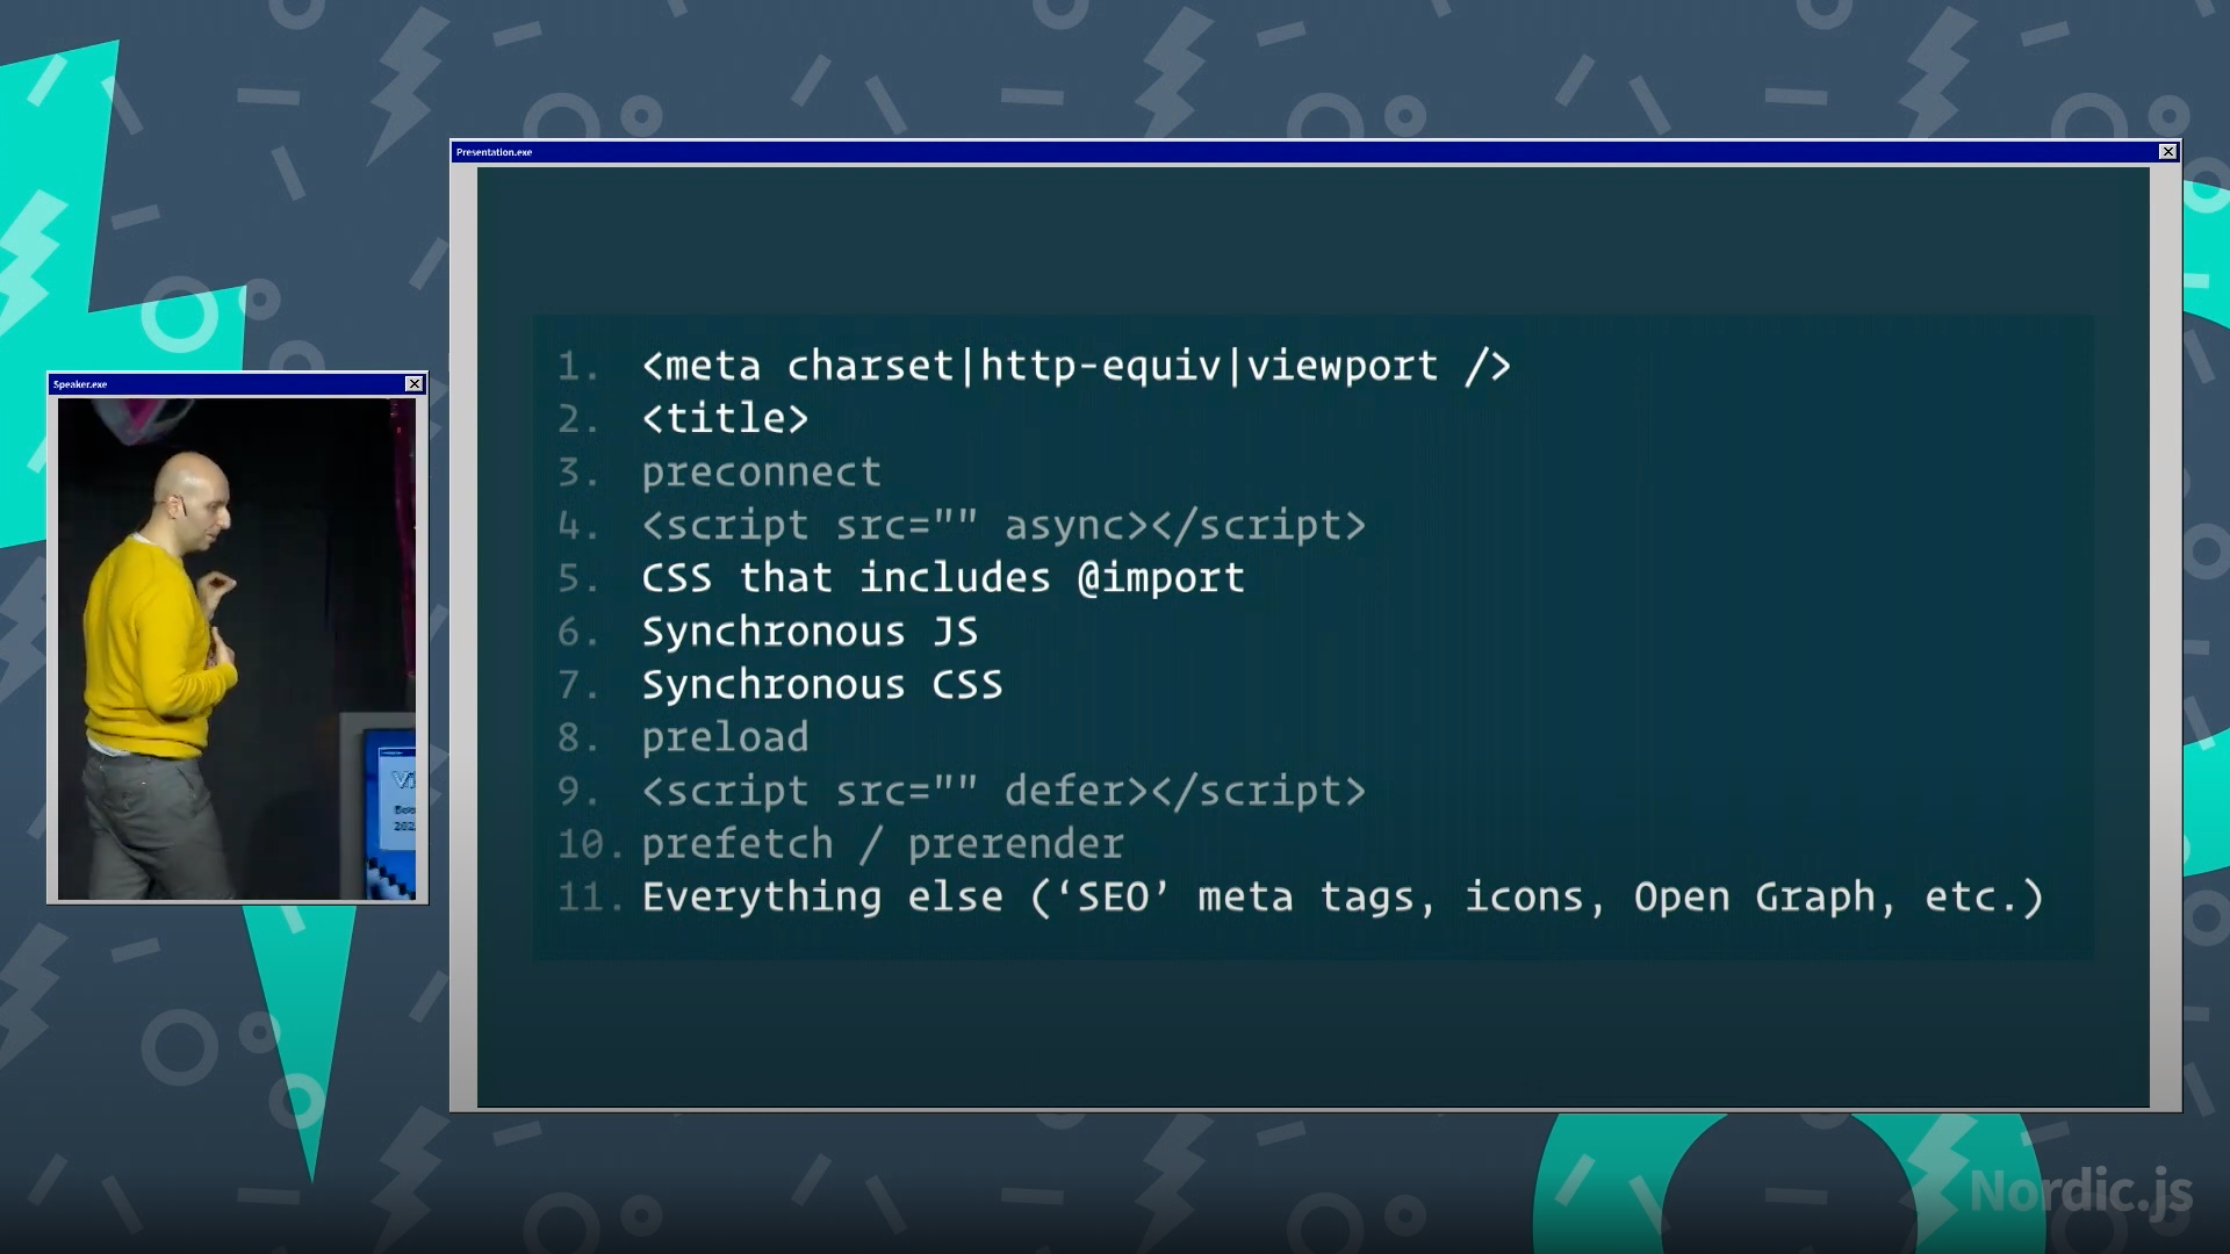 Presentation.exe
Speaker.exe
1. <meta charset|http-equiv|viewport />
2. <title>
3. preconnect
4. <script src="" async></script>
5. CSS that includes @import
6. Synchronous JS
7. Synchronous CSS
8. preload
9. <script src="" defer></script>
10. prefetch / prerender
11. Everything else (‘SEO’ meta tags, icons, Open Graph, etc.)
Nordic.js